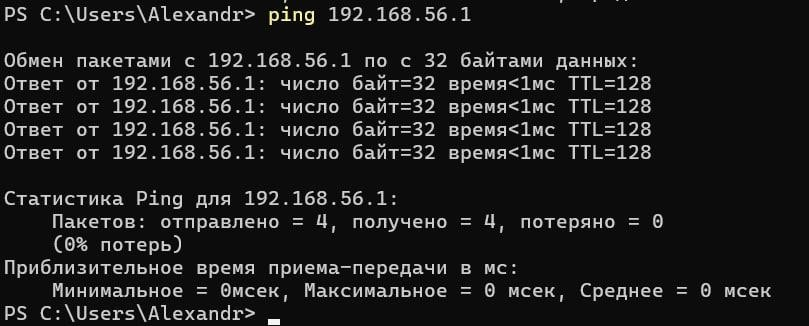 PS C:\Users\Alexandr> ping 192.168.56.1
Обмен пакетами с 192.168.56.1 по с 32 байтами данных:
Ответ от 192.168.56.1: число байт=32 время<1мс TTL=128
Ответ от 192.168.56.1: число байт=32 время<1мс TTL=128
Ответ от 192.168.56.1: число байт=32 время<1мс TTL=128
Ответ от 192.168.56.1: число байт=32 время<1мс TTL=128
Статистика Ping для 192.168.56.1:
Пакетов: отправлено = 4, получено = 4, потеряно = 0
(0% потерь)
Приблизительное время приема-передачи в мс:
Минимальное = 0мсек, Максимальное = 0 мсек, Среднее = 0 мсек
PS C:\Users\Alexandr>